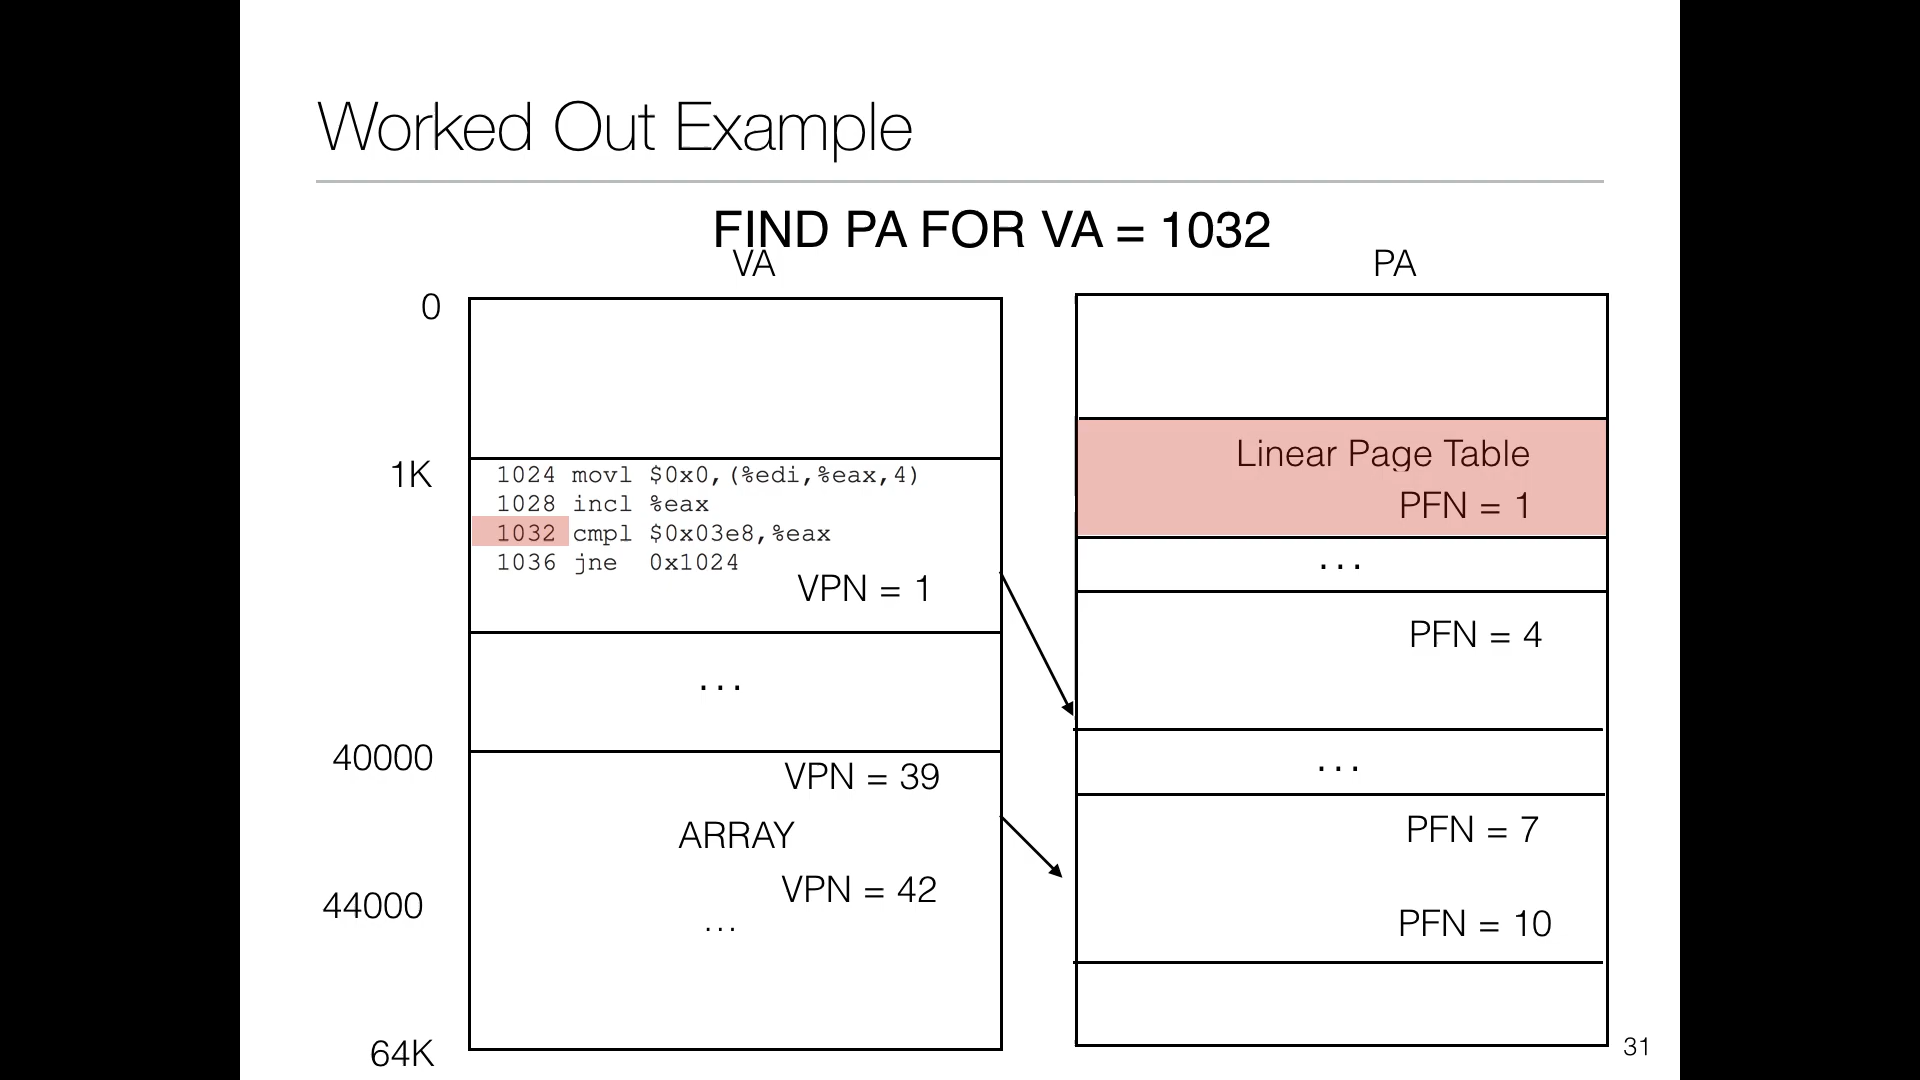 Worked Out Example
FIND PA FOR VA = 1032
VA
PA
0
1K
1024 movl $0x0,(%edi,%eax,4)
1028 incl %eax
1032 cmpl $0x03e8,%eax
1036 jne 0x1024
VPN = 1
...
40000
VPN = 39
ARRAY
VPN = 42
44000
...
64K
Linear Page Table
PFN = 1
...
PFN = 4
...
PFN = 7
PFN = 10
31